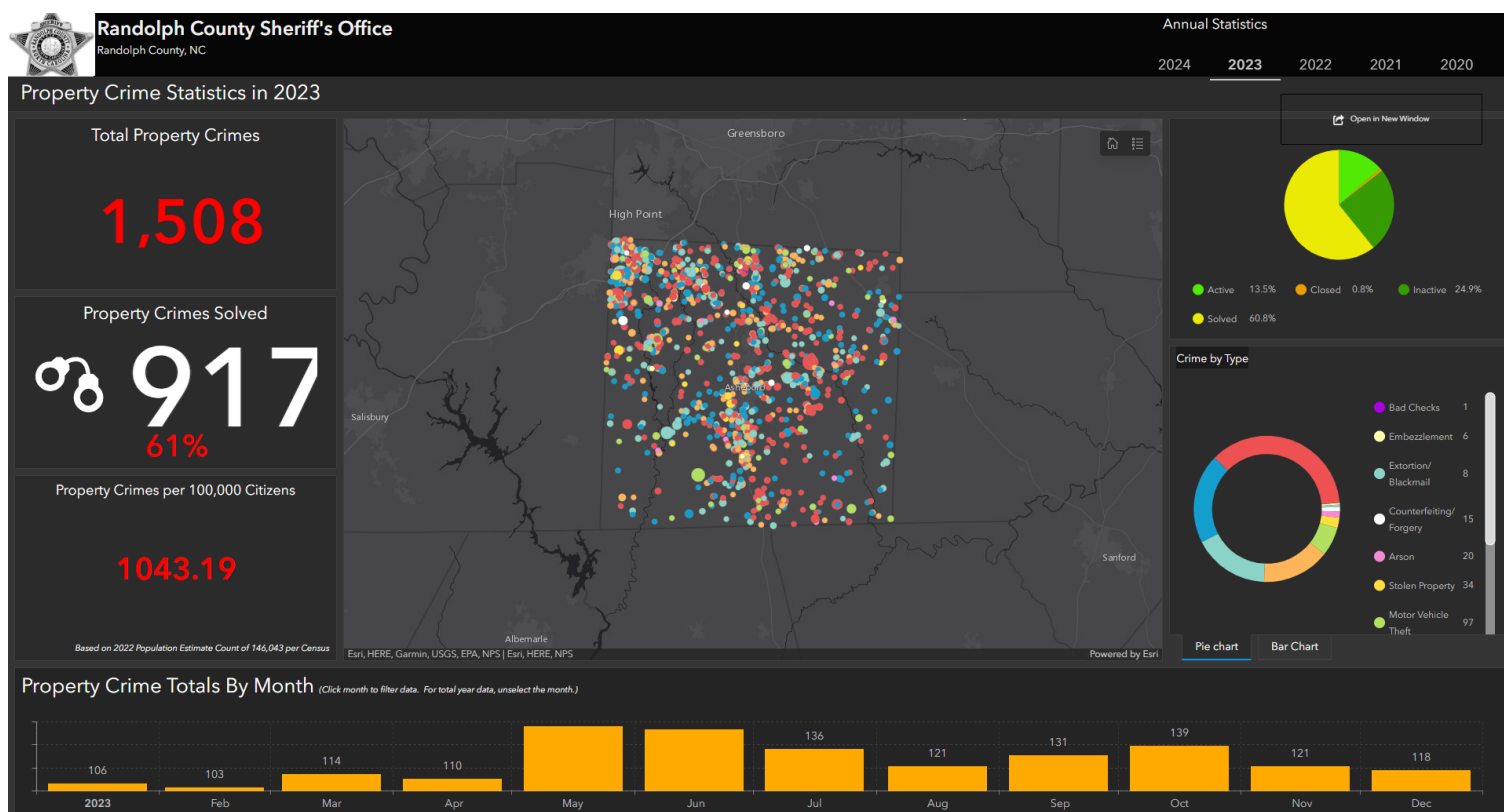 Randolph County Sheriff's Office
Randolph County, NC
Annual Statistics
2024 2023 2022 2021 2020
Property Crime Statistics in 2023
Total Property Crimes
1,508
Property Crimes Solved
917
61%
Property Crimes per 100,000 Citizens
1043.19
Based on 2022 Population Estimate Count of 146,043 per Census
Greensboro
High Point
Asheboro
Salisbury
Sanford
Albemarle
Esri, HERE, Garmin, USGS, EPA, NPS | Esri, HERE, NPS
Powered by Esri
Open in New Window
Active 13.5%
Closed 0.8%
Inactive 24.9%
Solved 60.8%
Crime by Type
Bad Checks 1
Embezzlement 6
Extortion/
Blackmail 8
Counterfeiting/
Forgery 15
Arson 20
Stolen Property 34
Motor Vehicle
Theft 97
Pie chart
Bar Chart
Property Crime Totals By Month (Click month to filter data. For total year data, unselect the month.)
106 103 114 110 136 121 131 139 121 118
2023 Feb Mar Apr May Jun Jul Aug Sep Oct Nov Dec